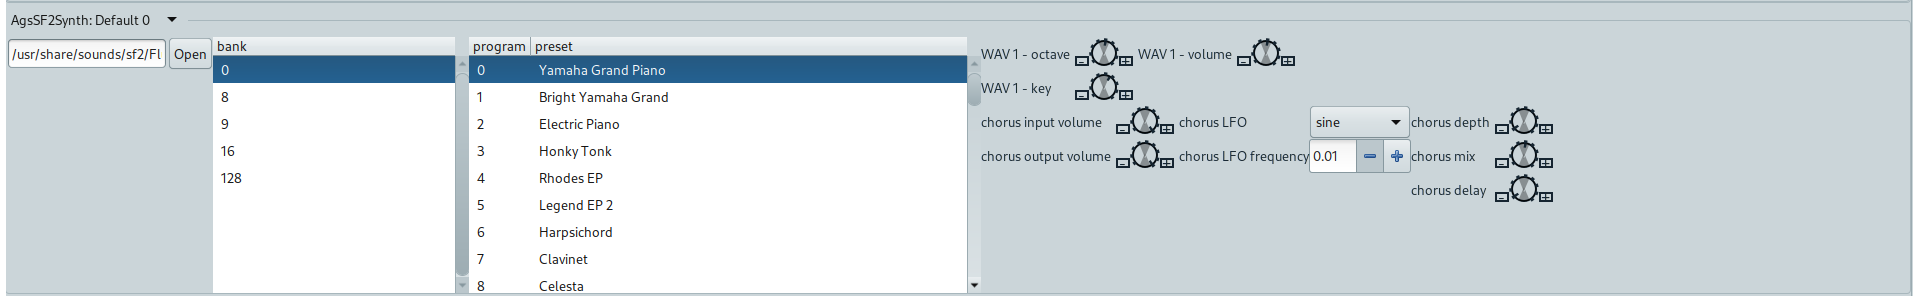 AgsSF2Synth: Default 0
/usr/share/sounds/sf2/Fl Open
bank
0
8
9
16
128
program preset
0 Yamaha Grand Piano
1 Bright Yamaha Grand
2 Electric Piano
3 Honky Tonk
4 Rhodes EP
5 Legend EP 2
6 Harpsichord
7 Clavinet
8 Celesta
WAV 1 - octave WAV 1 - volume
WAV 1 - key
chorus input volume chorus LFO sine chorus depth
chorus output volume chorus LFO frequency 0.01 chorus mix
chorus delay